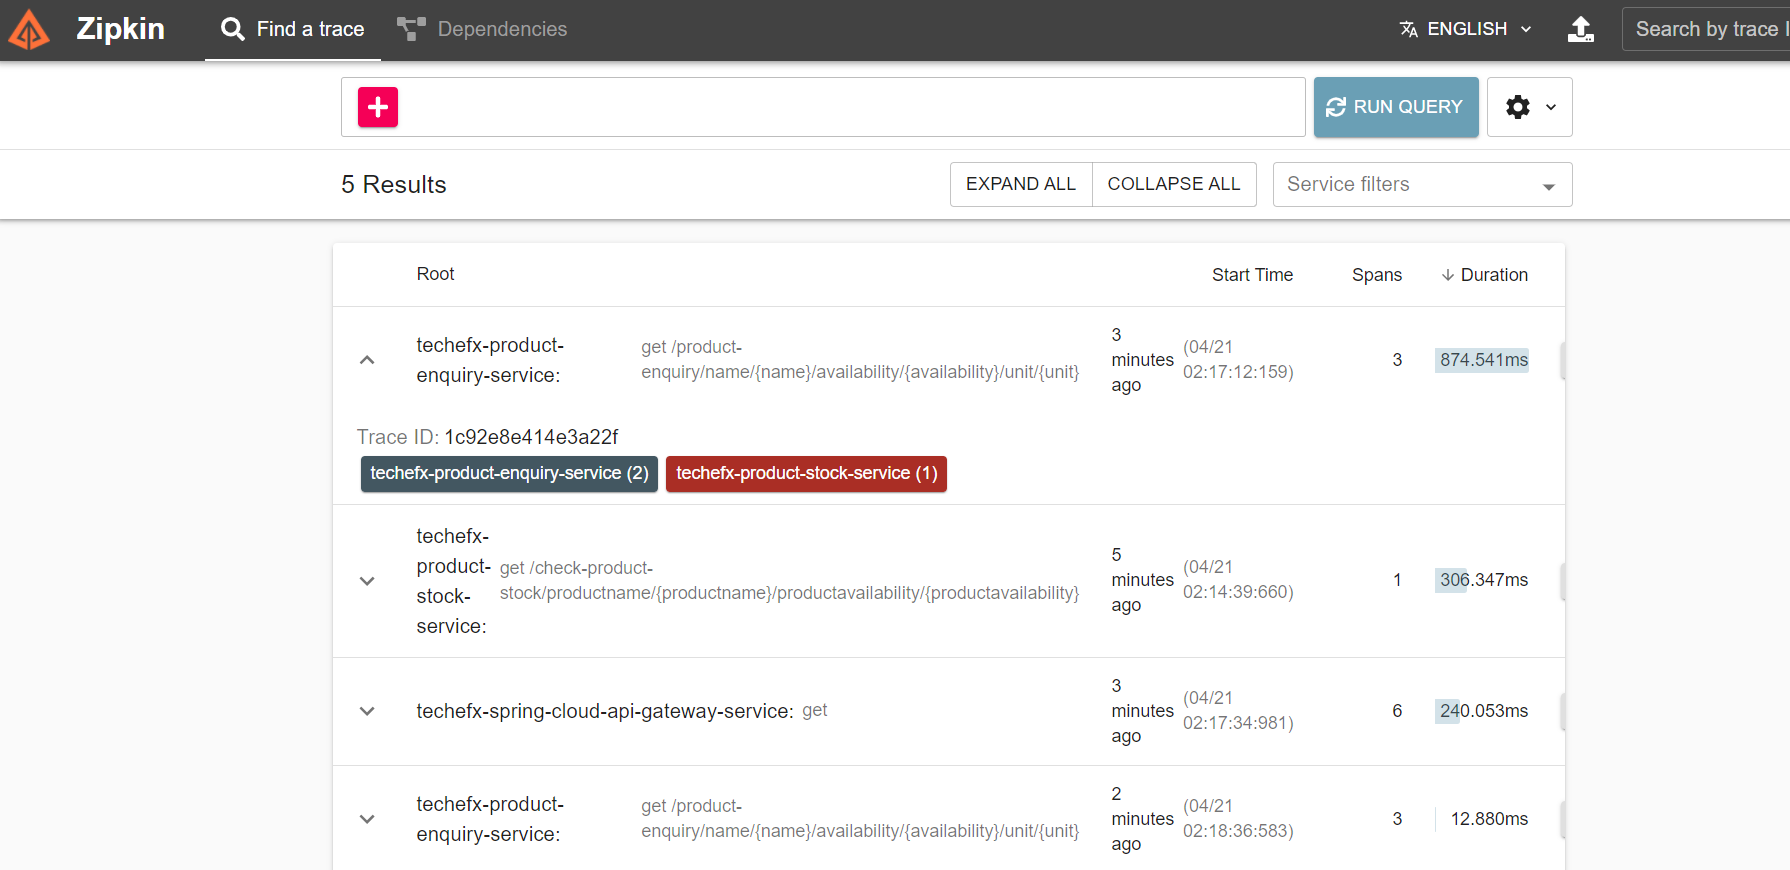 Zipkin
Find a trace
Dependencies
ENGLISH
Search by trace I
RUN QUERY
5 Results
EXPAND ALL
COLLAPSE ALL
Service filters
Root
Start Time
Spans
Duration
techefx-product-
enquiry-service:
get /product-
enquiry/name/{name}/availability/{availability}/unit/{unit}
3
minutes
ago
(04/21
02:17:12:159)
3
874.541ms
Trace ID: 1c92e8e414e3a22f
techefx-product-enquiry-service (2)
techefx-product-stock-service (1)
techefx-
product-
stock-
service:
get /check-product-
stock/productname/{productname}/productavailability/{productavailability}
5
minutes
ago
(04/21
02:14:39:660)
1
306.347ms
techefx-spring-cloud-api-gateway-service: get
3
minutes
ago
(04/21
02:17:34:981)
6
240.053ms
techefx-product-
enquiry-service:
get /product-
enquiry/name/{name}/availability/{availability}/unit/{unit}
2
minutes
ago
(04/21
02:18:36:583)
3
12.880ms